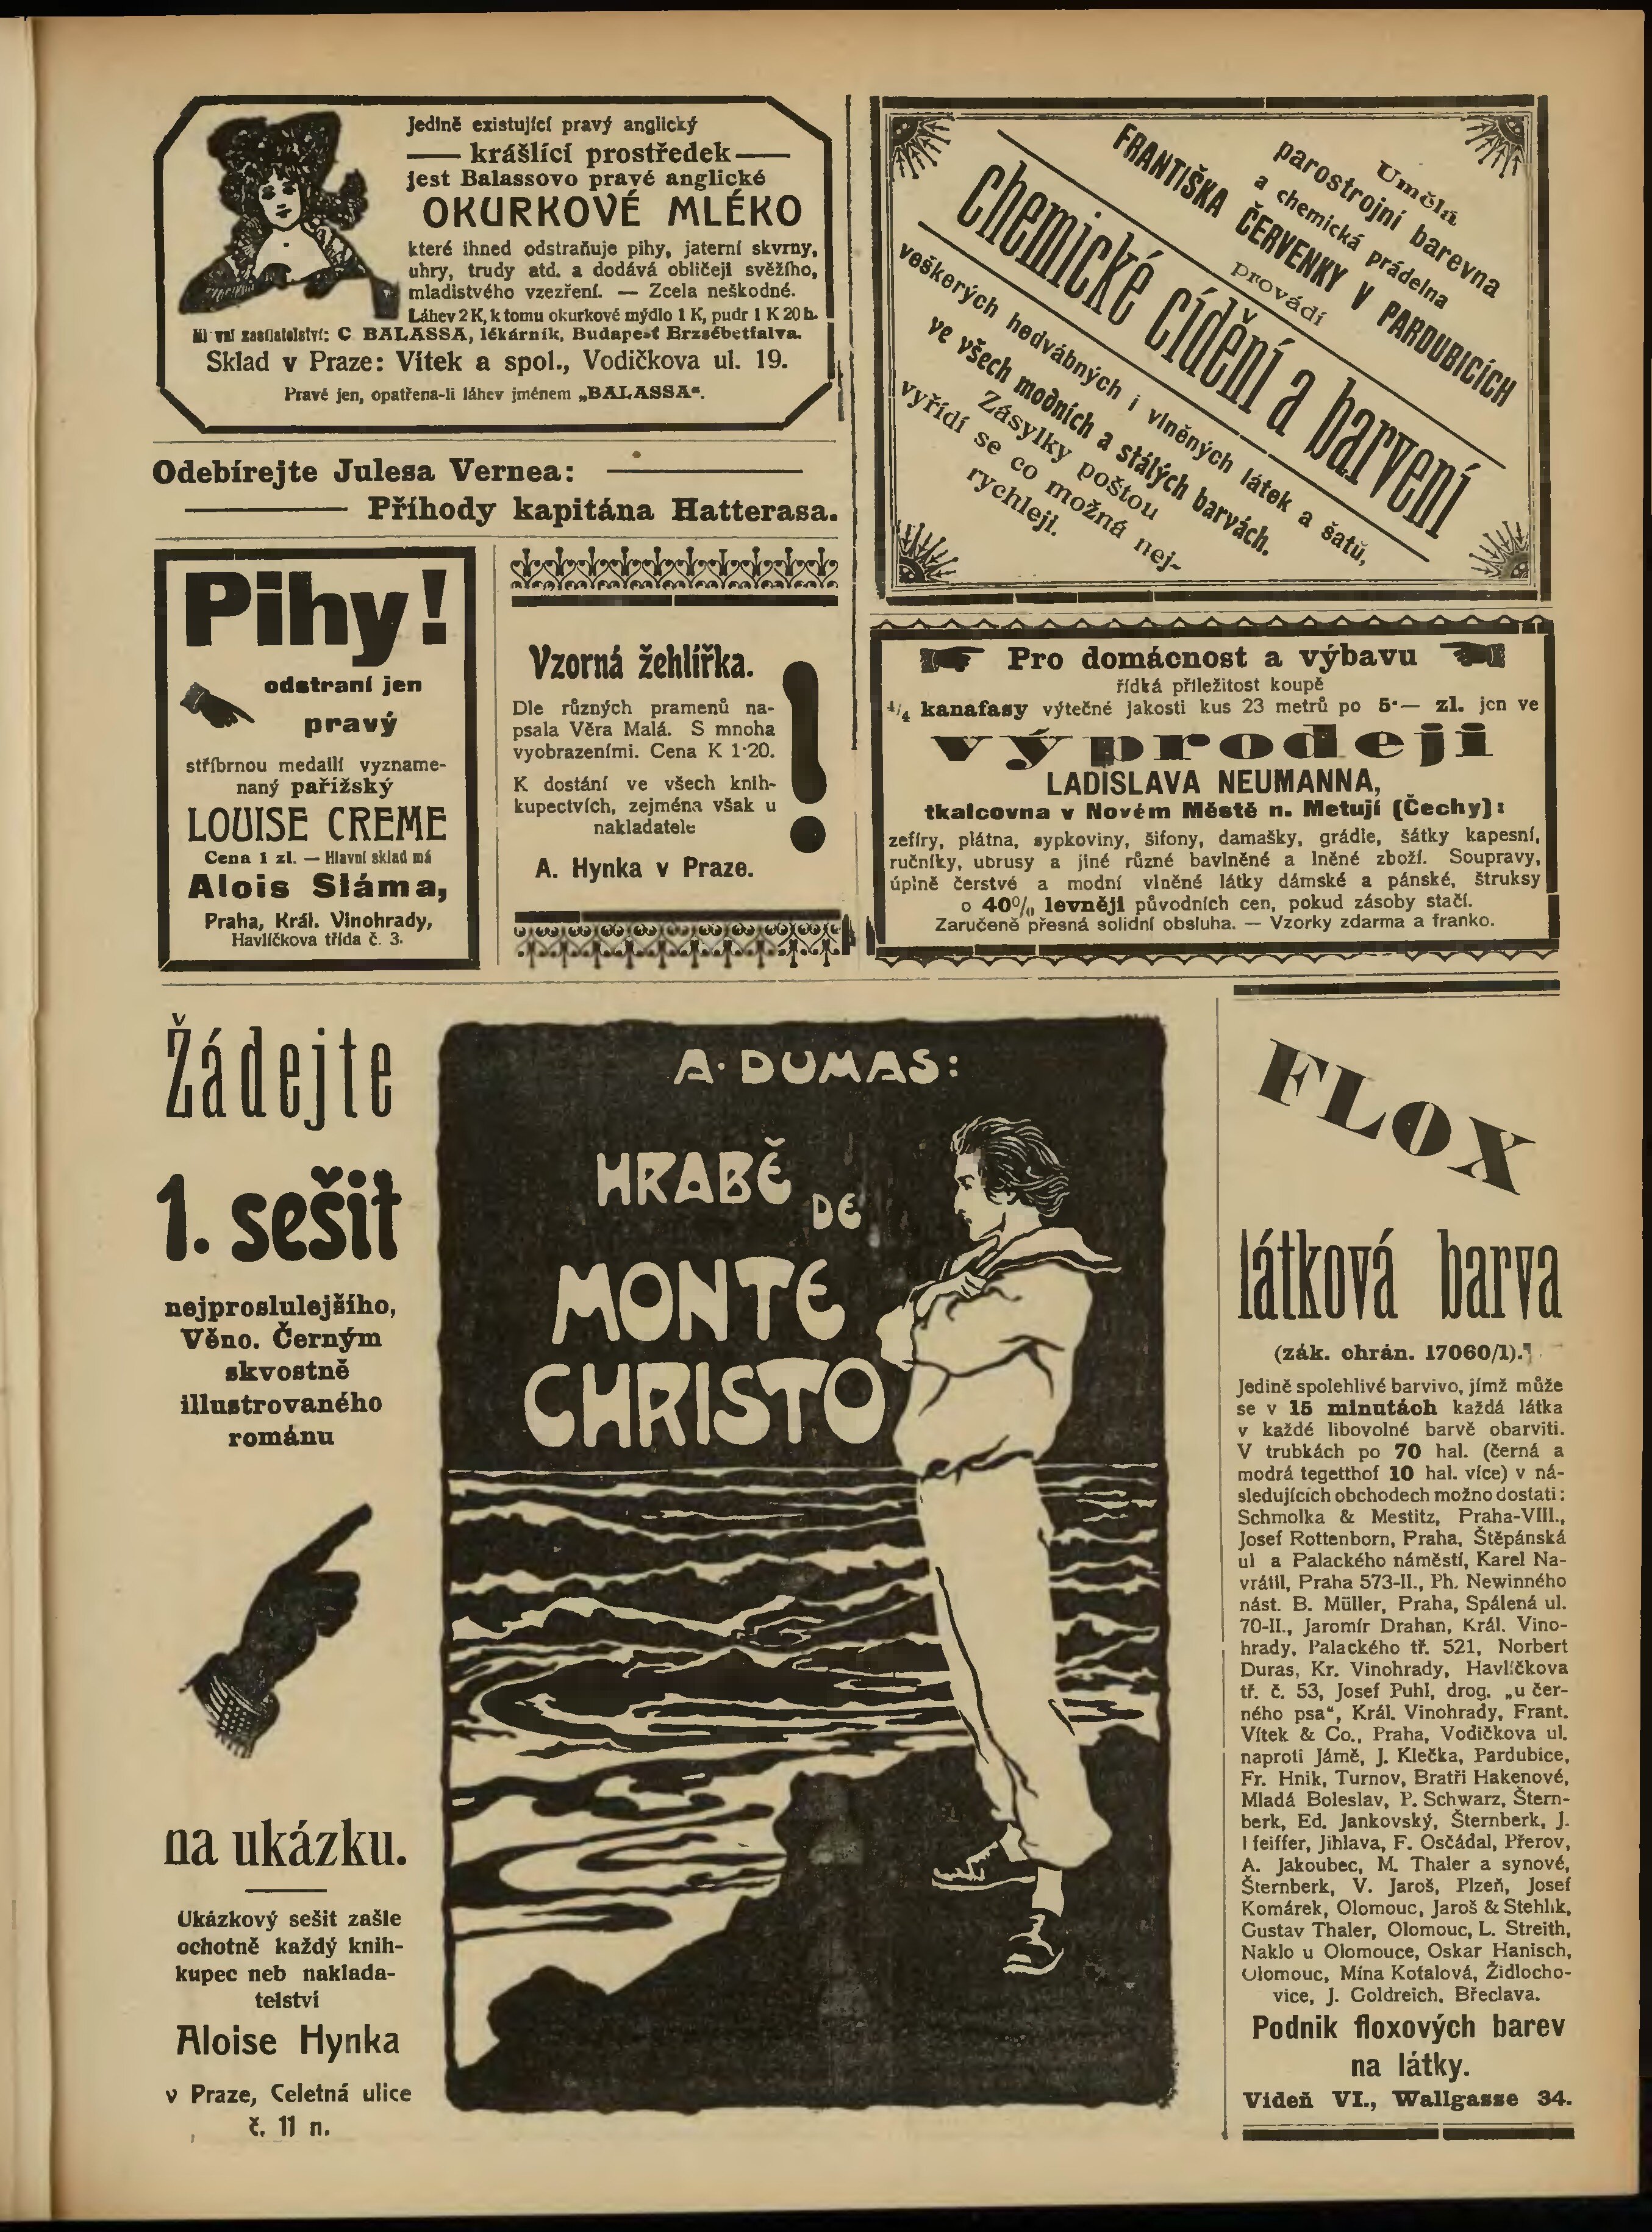 Jedině existující pravý anglický
krášlící prostředek
jest Balassovo pravé anglické
OKURKOVÉ MLÉKO
které ihned odstraňuje pihy, jaterní skvrny,
uhry, trudy atd. a dodává obličeji svěžího,
mladistvého vzezření. — Zcela neškodné.
Láhev 2 K, k tomu okurkové mýdlo 1 K, pudr 1 K 20 h.
zasílatelství: C. BALASSA, lékárník, Budapešť Erzsébetfalva.
Sklad v Praze: Vítek a spol., Vodičkova ul. 19.
Pravé jen, opatřena-li láhev jménem „BALASSA“.
Odebírejte Julesa Vernea:
Příhody kapitána Hatterasa.
Pihy!
odstraní jen
pravý
stříbrnou medailí vyzname-
naný pařížský
LOUISE CREME
Cena 1 zl. — Hlavní sklad má
Alois Sláma,
Praha, Král. Vinohrady,
Havlíčkova třída č. 3.
Vzorná žehlířka.
Dle různých pramenů na-
psala Věra Malá. S mnoha
vyobrazeními. Cena K 1·20.
K dostání ve všech knih-
kupectvích, zejména však u
nakladatele
A. Hynka v Praze.
!
Umělá
parostrojní barevna
a chemická prádelna
FRANTIŠKA ČERVENKY V PARDUBICÍCH
provádí
chemické cídění a barvení
veškerých hedvábných i vlněných látek a šatů,
ve všech modních a stálých barvách.
Zásylky poštou
vyřídí se co možná nej-
rychleji.
Pro domácnost a výbavu
řídká příležitost koupě
4/4 kanafasy výtečné jakosti kus 23 metrů po 5·— zl. jen ve
výprodeji
LADISLAVA NEUMANNA,
tkalcovna v Novém Městě n. Metují (Čechy):
zefíry, plátna, sypkoviny, šifony, damašky, grádle, šátky kapesní,
ručníky, ubrusy a jiné různé bavlněné a lněné zboží. Soupravy,
úplně čerstvé a modní vlněné látky dámské a pánské, štruksy
o 40% levněji původních cen, pokud zásoby stačí.
Zaručeně přesná solidní obsluha. — Vzorky zdarma a franko.
Žádejte
1. sešit
nejproslulejšího,
Věno. Černým
skvostně
illustrovaného
románu
na ukázku.
Ukázkový sešit zašle
ochotně každý knih-
kupec neb naklada-
telství
Aloise Hynka
v Praze, Celetná ulice
č. 11 n.
A. DUMAS:
HRABĚ DE
MONTE
CHRISTO
FLOX
látková barva
(zák. ohrán. 17060/1).
Jedině spolehlivé barvivo, jímž může
se v 15 minutách každá látka
v každé libovolné barvě obarviti.
V trubkách po 70 hal. (černá a
modrá tegetthof 10 hal. více) v ná-
sledujících obchodech možno dostati:
Schmolka & Mestitz, Praha-VIII.,
Josef Rottenborn, Praha, Štěpánská
ul a Palackého náměstí, Karel Na-
vrátil, Praha 573-II., Ph. Newinného
nást. B. Müller, Praha, Spálená ul.
70-II., Jaromír Drahan, Král. Vino-
hrady, Palackého tř. 521, Norbert
Duras, Kr. Vinohrady, Havlíčkova
tř. č. 53, Josef Puhl, drog. „u čer-
ného psa“, Král. Vinohrady, Frant.
Vítek & Co., Praha, Vodičkova ul.
naproti Jámě, J. Klečka, Pardubice,
Fr. Hnik, Turnov, Bratři Hakenové,
Mladá Boleslav, P. Schwarz, Štern-
berk, Ed. Jankovský, Šternberk, J.
Pfeiffer, Jihlava, F. Osčádal, Přerov,
A. Jakoubec, M. Thaler a synové,
Šternberk, V. Jaroš, Plzeň, Josef
Komárek, Olomouc, Jaroš & Stehlik,
Gustav Thaler, Olomouc, L. Streith,
Naklo u Olomouce, Oskar Hanisch,
Olomouc, Mína Kotalová, Židlocho-
vice, J. Goldreich, Břeclava.
Podnik floxových barev
na látky.
Vídeň VI., Wallgasse 34.